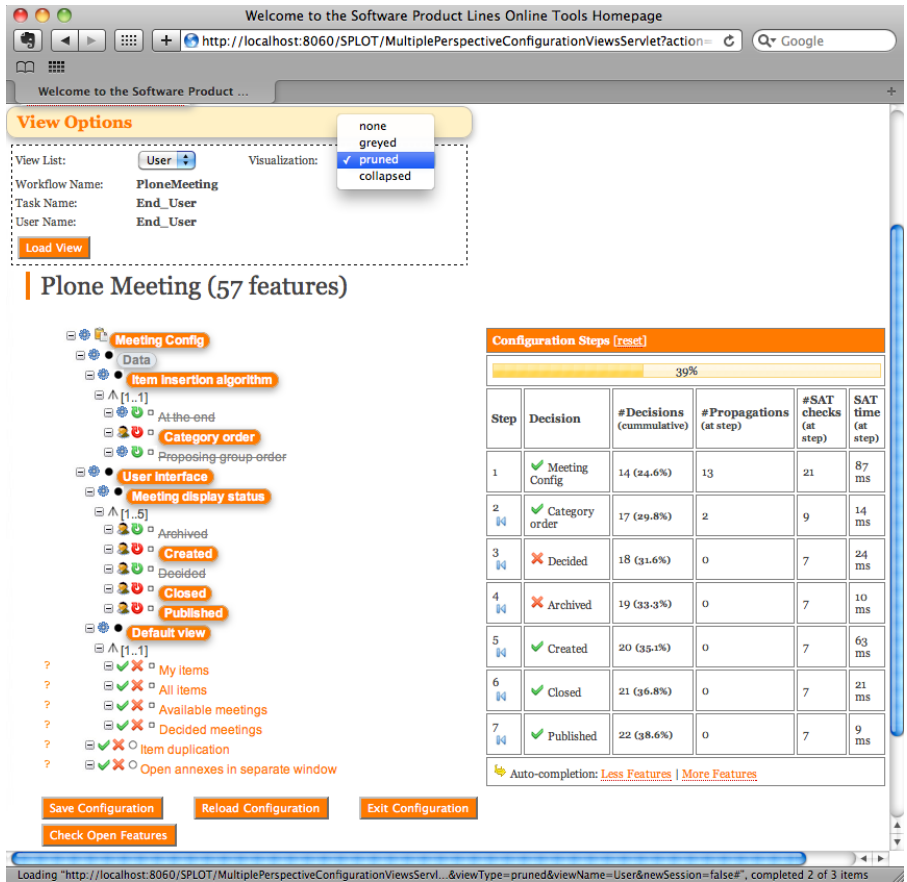 Welcome to the Software Product Lines Online Tools Homepage
http://localhost:8060/SPLOT/MultiplePerspectiveConfigurationViewsServlet?action=
Google
Welcome to the Software Product ...
View Options
View List: User Visualization:
none
greyed
pruned
collapsed
Workflow Name: PloneMeeting
Task Name: End_User
User Name: End_User
Load View
Plone Meeting (57 features)
Meeting Config
Data
Item insertion algorithm
[1..1]
At the end
Category order
Proposing group order
User interface
Meeting display status
[1..5]
Archived
Created
Decided
Closed
Published
Default view
[1..1]
? My items
? All items
? Available meetings
? Decided meetings
? Item duplication
? Open annexes in separate window
Configuration Steps [reset]
39%
Step Decision #Decisions (cummulative) #Propagations (at step) #SAT checks (at step) SAT time (at step)
1 Meeting Config 14 (24.6%) 13 21 87 ms
2 Category order 17 (29.8%) 2 9 14 ms
3 Decided 18 (31.6%) 0 7 24 ms
4 Archived 19 (33.3%) 0 7 10 ms
5 Created 20 (35.1%) 0 7 63 ms
6 Closed 21 (36.8%) 0 7 21 ms
7 Published 22 (38.6%) 0 7 9 ms
Auto-completion: Less Features | More Features
Save Configuration Reload Configuration Exit Configuration
Check Open Features
Loading "http://localhost:8060/SPLOT/MultiplePerspectiveConfigurationViewsServl...&viewType=pruned&viewName=User&newSession=false#", completed 2 of 3 items